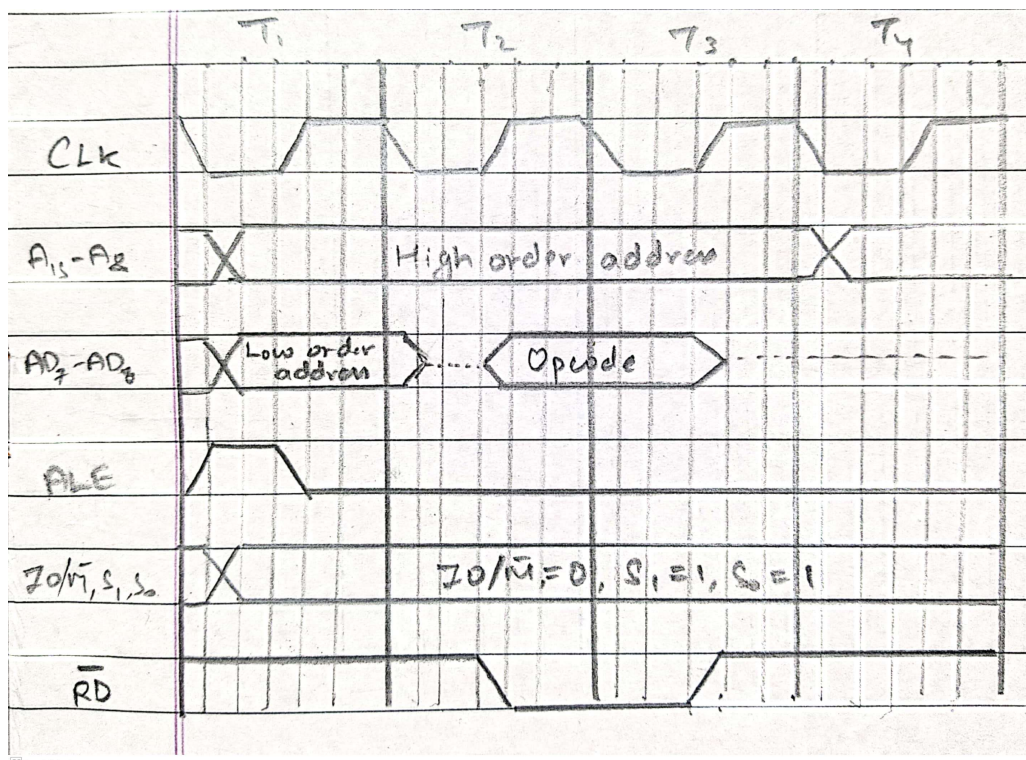 T₁ T₂ T₃ T₄
CLK
A₁₅-A₈ High order address
AD₇-AD₀ Low order address Opcode
ALE
IO/M̅, S₁, S₀ IO/M̅, = 0, S₁ = 1, S₀ = 1
R̅D̅